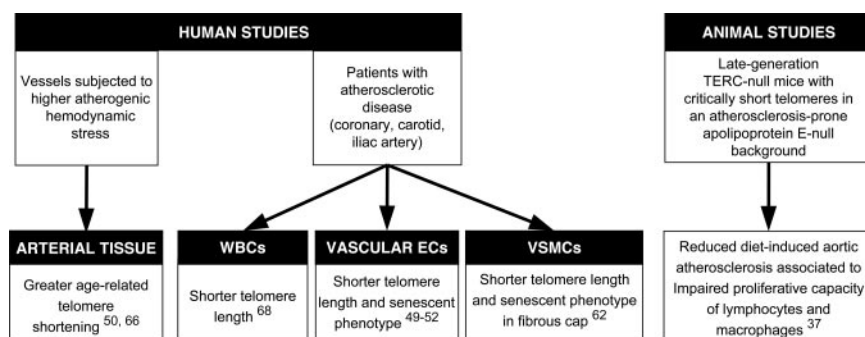 HUMAN STUDIES
ANIMAL STUDIES
Vessels subjected to
higher atherogenic
hemodynamic
stress
Patients with
atherosclerotic
disease
(coronary, carotid,
iliac artery)
Late-generation
TERC-null mice with
critically short telomeres in
an atherosclerosis-prone
apolipoprotein E-null
background
ARTERIAL TISSUE
Greater age-related
telomere
shortening 50, 66
WBCs
Shorter telomere
length 68
VASCULAR ECs
Shorter telomere
length and senescent
phenotype 49-52
VSMCs
Shorter telomere length
and senescent phenotype
in fibrous cap 62
Reduced diet-induced aortic
atherosclerosis associated to
Impaired proliferative capacity
of lymphocytes and
macrophages 37